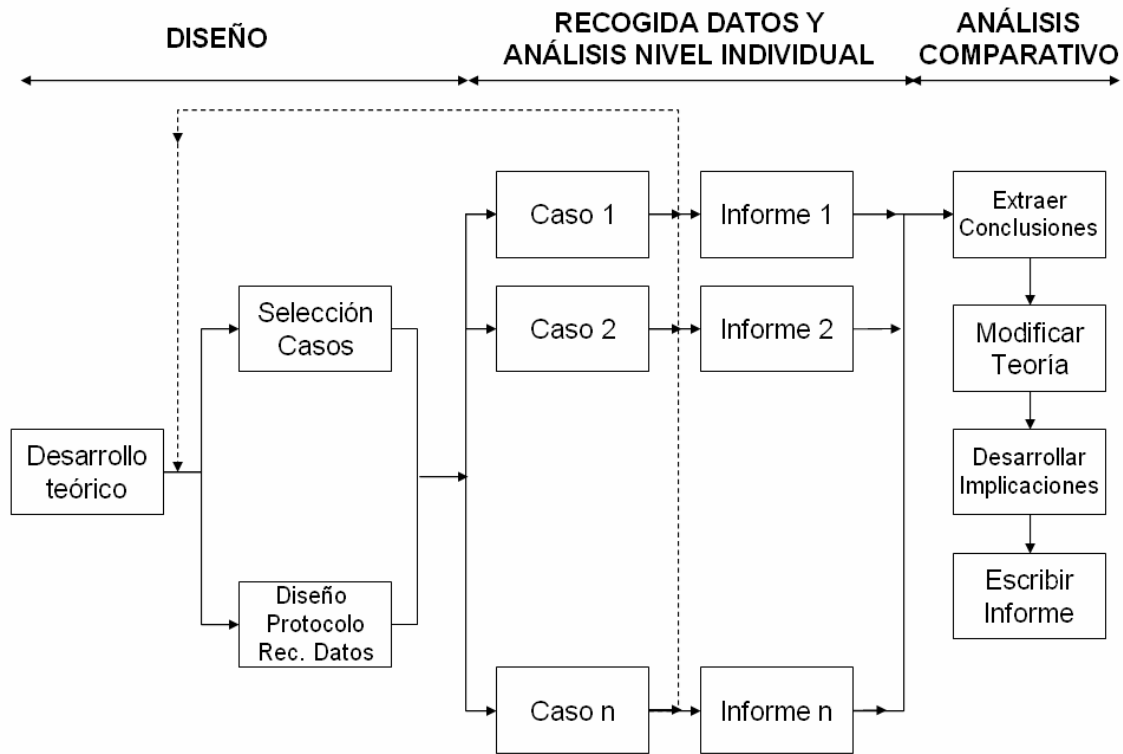 DISEÑO
RECOGIDA DATOS Y
ANÁLISIS NIVEL INDIVIDUAL
ANÁLISIS
COMPARATIVO
Desarrollo
teórico
Selección
Casos
Diseño
Protocolo
Rec. Datos
Caso 1
Informe 1
Caso 2
Informe 2
Caso n
Informe n
Extraer
Conclusiones
Modificar
Teoría
Desarrollar
Implicaciones
Escribir
Informe